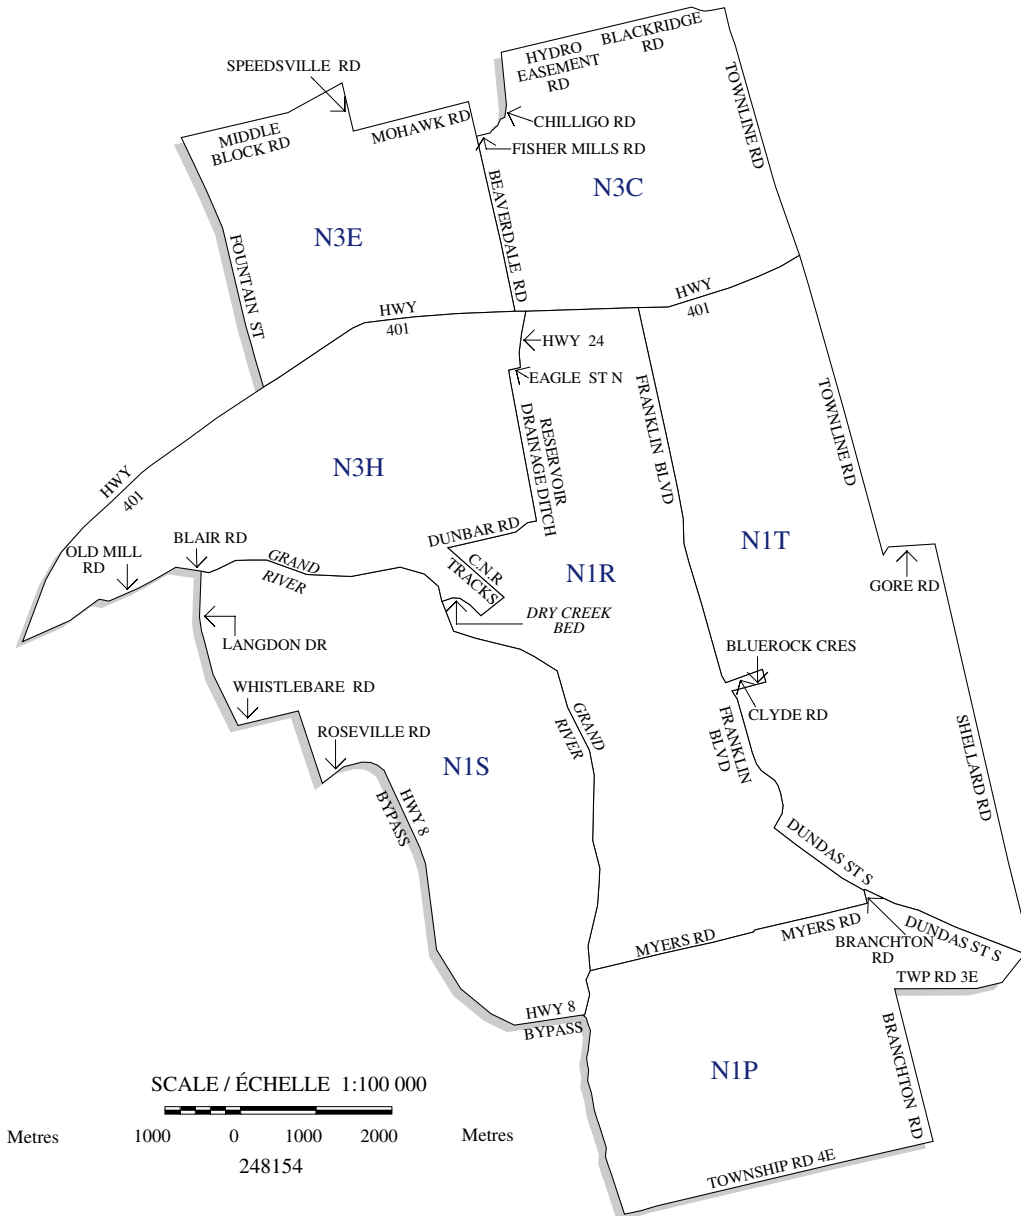 BLACKRIDGE
RD
HYDRO
EASEMENT
RD
SPEEDSVILLE RD
TOWNLINE RD
CHILLIGO RD
MOHAWK RD
MIDDLE
BLOCK RD
FISHER MILLS RD
N3C
BEAVERDALE RD
N3E
FOUNTAIN ST
HWY
401
HWY
401
HWY 24
EAGLE ST N
FRANKLIN BLVD
TOWNLINE RD
RESERVOIR
DRAINAGE DITCH
N3H
HWY
401
DUNBAR RD
BLAIR RD
OLD MILL
RD
GRAND
RIVER
C.N.R
TRACKS
N1R
N1T
GORE RD
DRY CREEK
BED
LANGDON DR
BLUEROCK CRES
WHISTLEBARE RD
CLYDE RD
ROSEVILLE RD
GRAND
RIVER
FRANKLIN
BLVD
SHELLARD RD
N1S
HWY 8
BYPASS
DUNDAS ST S
MYERS RD
MYERS RD
DUNDAS ST S
BRANCHTON
RD
TWP RD 3E
HWY 8
BYPASS
BRANCHTON RD
N1P
TOWNSHIP RD 4E
SCALE / ÉCHELLE 1:100 000
Metres 1000 0 1000 2000 Metres
248154